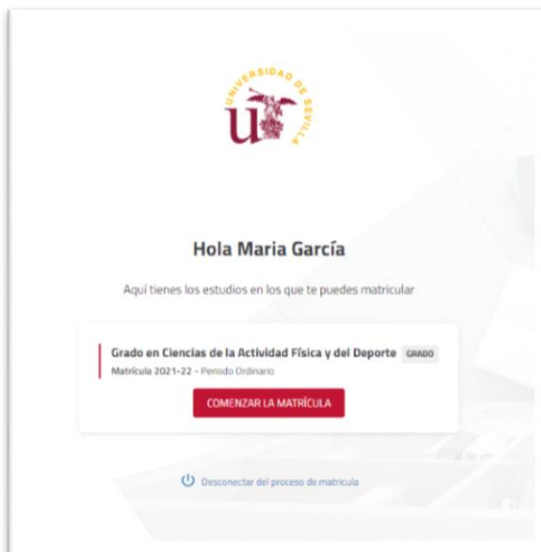 UNIVERSIDAD DE SEVILLA
Hola Maria García
Aquí tienes los estudios en los que te puedes matricular
Grado en Ciencias de la Actividad Física y del Deporte GRADO
Matrícula 2021-22 - Periodo Ordinario
COMENZAR LA MATRÍCULA
Desconectar del proceso de matrícula